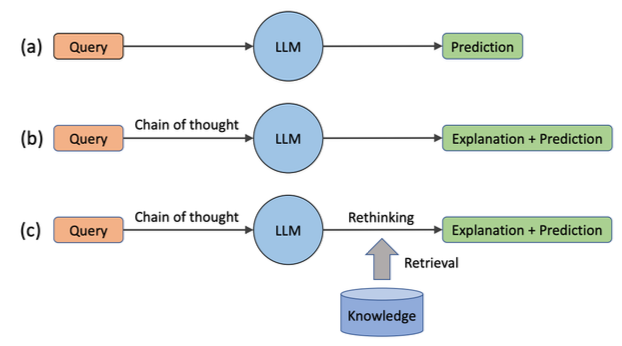 (a) Query LLM Prediction
Chain of thought
(b) Query LLM Explanation + Prediction
Chain of thought Rethinking
(c) Query LLM Explanation + Prediction
Retrieval
Knowledge